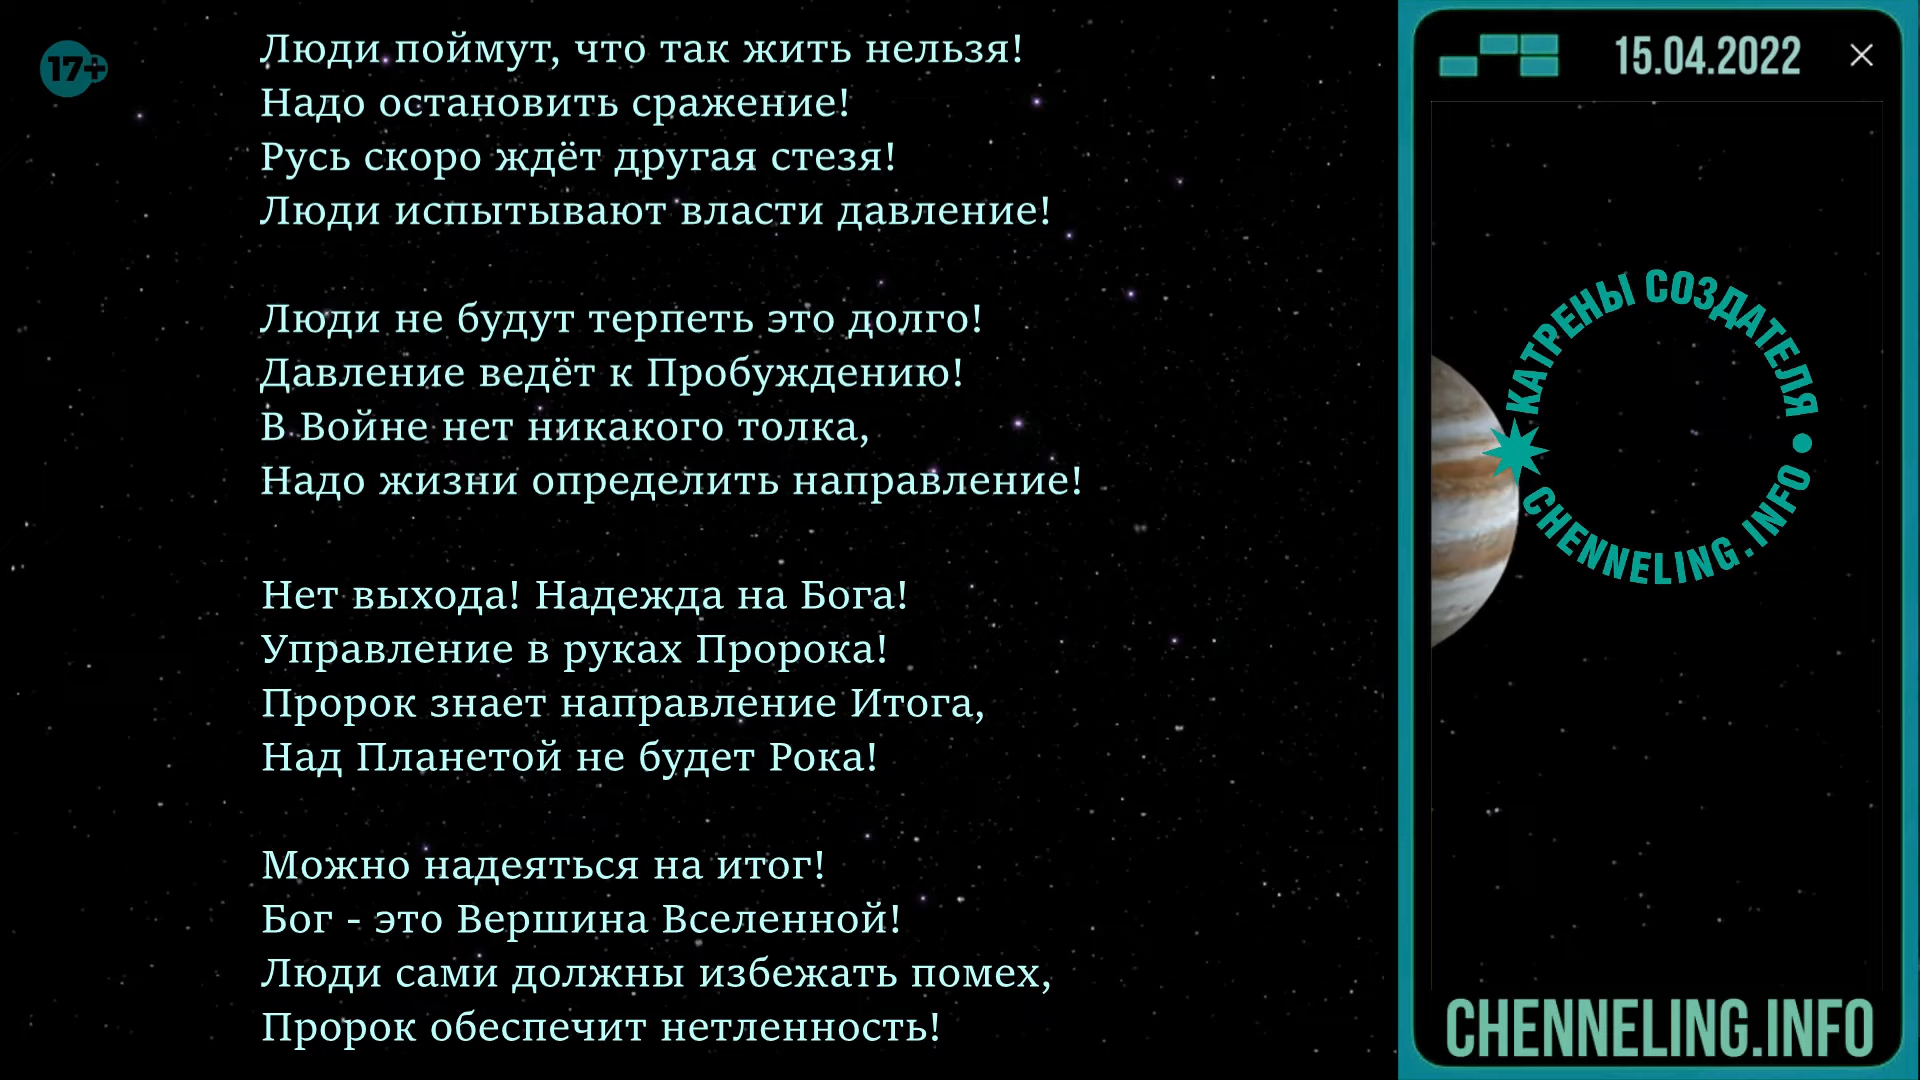 17+
Люди поймут, что так жить нельзя!
Надо остановить сражение!
Русь скоро ждёт другая стезя!
Люди испытывают власти давление!
Люди не будут терпеть это долго!
Давление ведёт к Пробуждению!
В Войне нет никакого толка,
Надо жизни определить направление!
Нет выхода! Надежда на Бога!
Управление в руках Пророка!
Пророк знает направление Итога,
Над Планетой не будет Рока!
Можно надеяться на итог!
Бог - это Вершина Вселенной!
Люди сами должны избежать помех,
Пророк обеспечит нетленность!
15.04.2022
КАТРЕНЫ СОЗДАТЕЛЯ
CHENNELING.INFO
CHENNELING.INFO